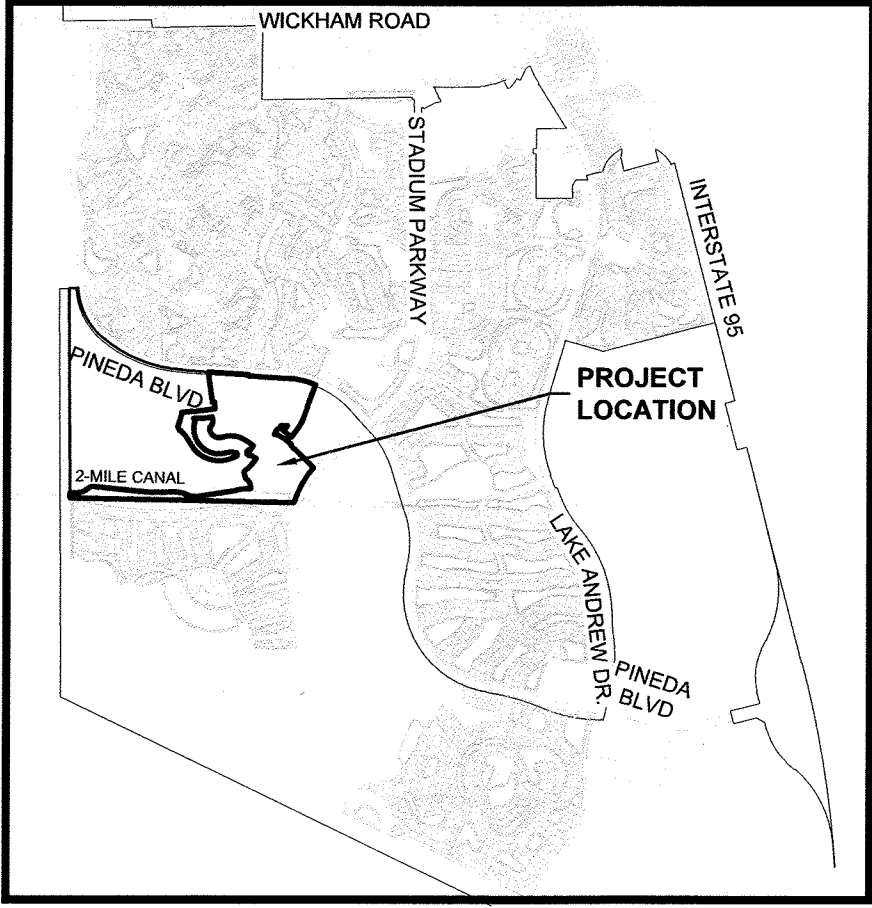 WICKHAM ROAD
STADIUM PARKWAY
INTERSTATE 95
PINEDA BLVD
PROJECT
LOCATION
2-MILE CANAL
LAKE ANDREW DR.
PINEDA
BLVD